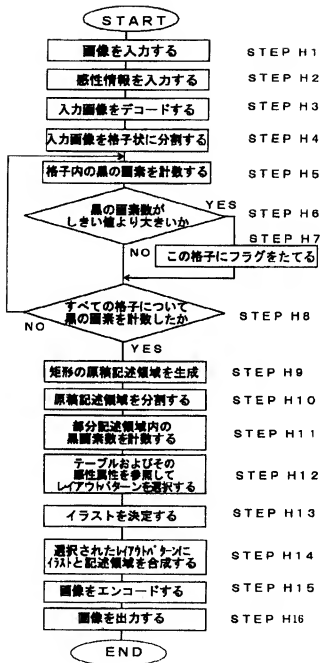 START
画像を入力する STEP H1
感性情報を入力する STEP H2
入力画像をデコードする STEP H3
入力画像を格子状に分割する STEP H4
格子内の黒の画素を計数する STEP H5
黒の画素数が
しきい値より大きいか
YES
STEP H6
STEP H7
NO
この格子にフラグをたてる
すべての格子について
黒の画素を計数したか
STEP H8
NO
YES
矩形の原稿記述領域を生成 STEP H9
原稿記述領域を分割する STEP H10
部分記述領域内の
黒画素数を計数する
STEP H11
テーブルおよびその
感性属性を参照して
レイアウトパターンを選択する
STEP H12
イラストを決定する STEP H13
選択されたレイアウトパターンに
イラストと記述領域を合成する
STEP H14
画像をエンコードする STEP H15
画像を出力する STEP H16
END